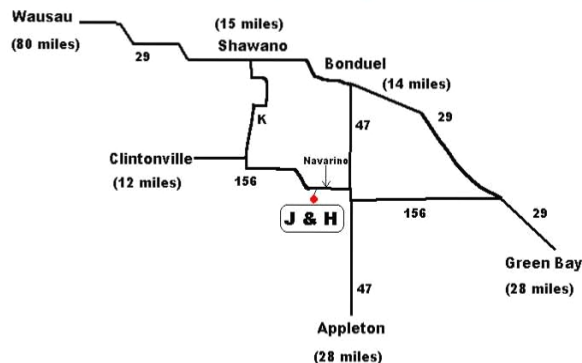 Wausau
(80 miles)
29
(15 miles)
Shawano
Bonduel
(14 miles)
29
K
47
Clintonville
(12 miles)
156
Navarino
J & H
156
29
Green Bay
(28 miles)
47
Appleton
(28 miles)